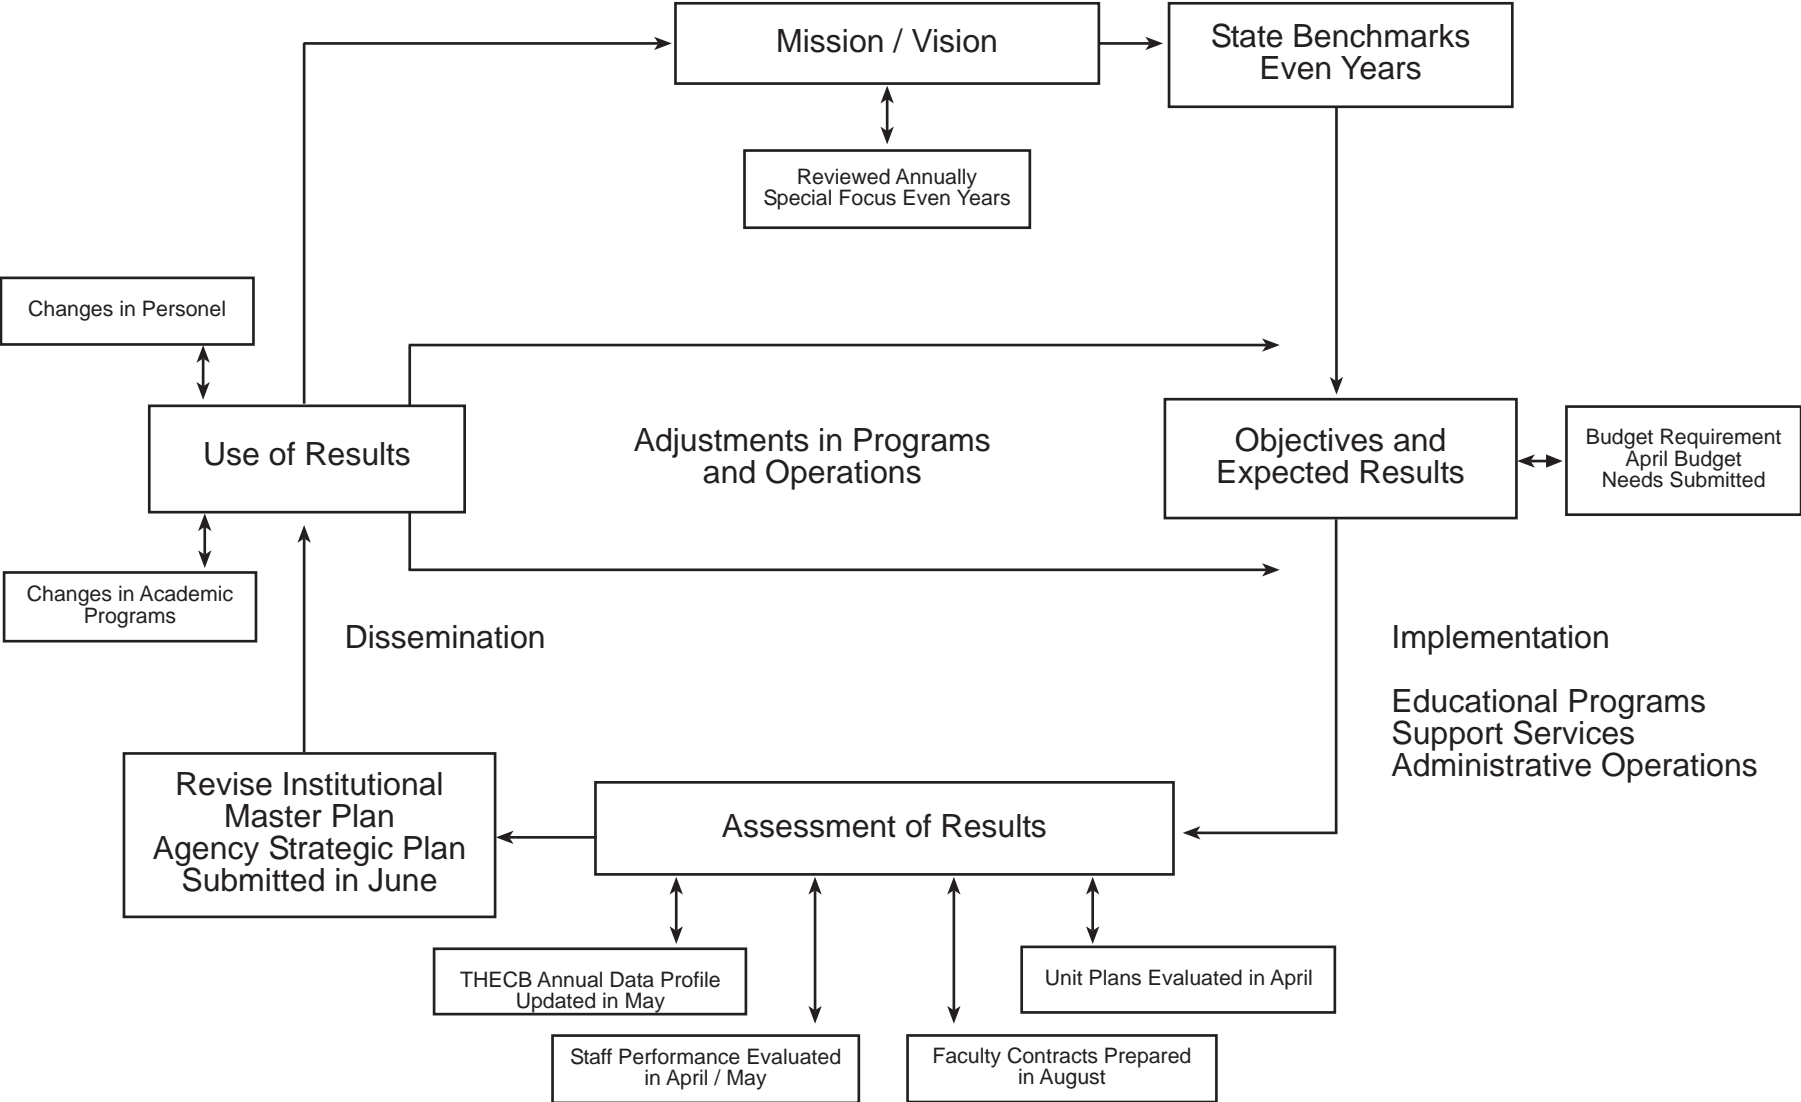 Mission / Vision
State Benchmarks
Even Years
Reviewed Annually
Special Focus Even Years
Changes in Personel
Use of Results
Adjustments in Programs
and Operations
Objectives and
Expected Results
Budget Requirement
April Budget
Needs Submitted
Changes in Academic
Programs
Dissemination
Implementation
Educational Programs
Support Services
Administrative Operations
Revise Institutional
Master Plan
Agency Strategic Plan
Submitted in June
Assessment of Results
THECB Annual Data Profile
Updated in May
Unit Plans Evaluated in April
Staff Performance Evaluated
in April / May
Faculty Contracts Prepared
in August